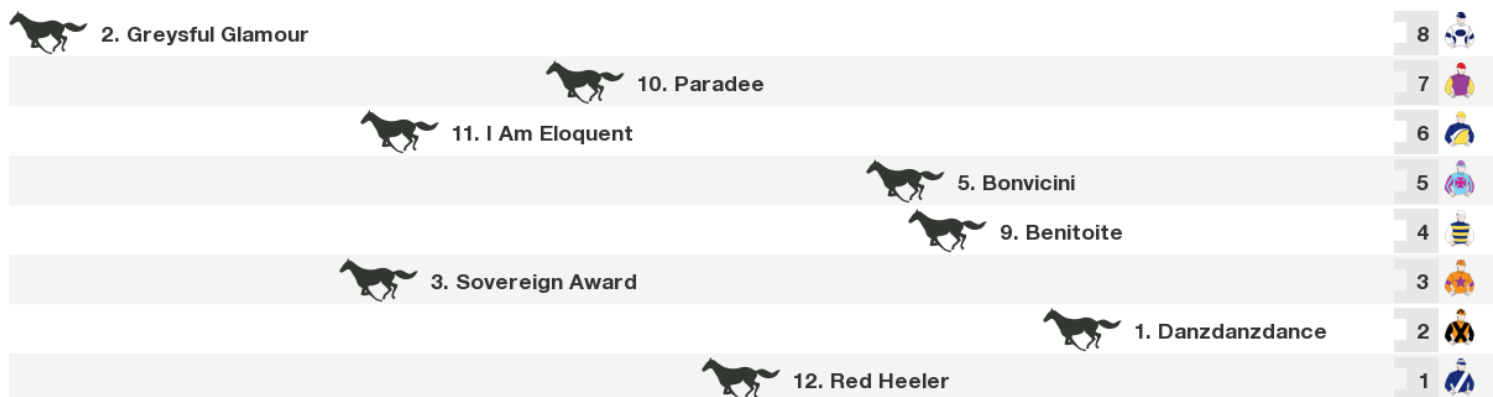 2. Greysful Glamour 8
10. Paradee 7
11. I Am Eloquent 6
5. Bonvicini 5
9. Benitoite 4
3. Sovereign Award 3
1. Danzdanzdance 2
12. Red Heeler 1